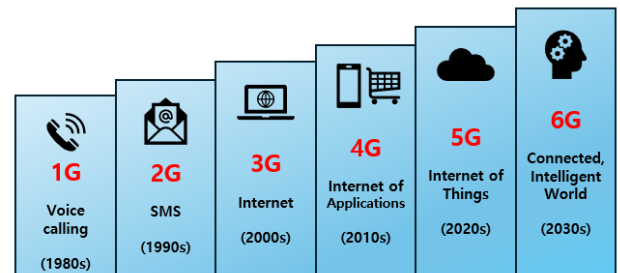 1G
Voice
calling
(1980s)
@
2G
SMS
(1990s)
3G
Internet
(2000s)
4G
Internet of
Applications
(2010s)
5G
Internet of
Things
(2020s)
6G
Connected,
Intelligent
World
(2030s)